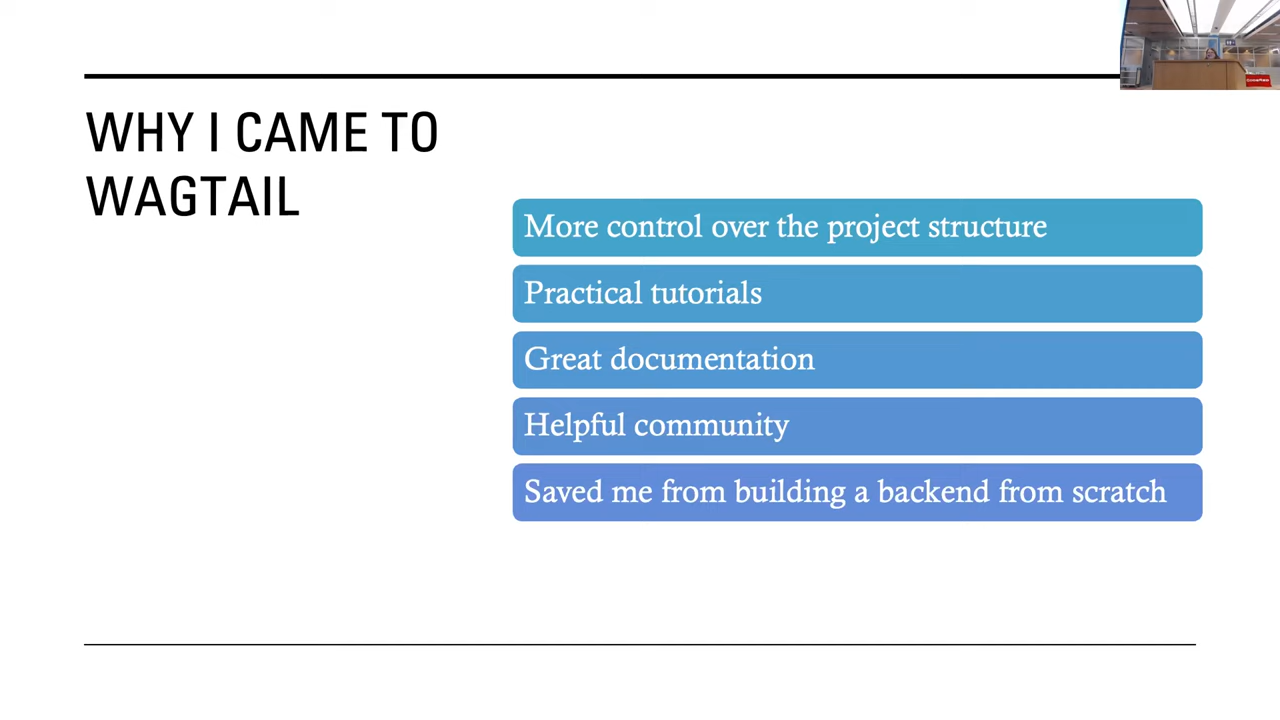 WHY I CAME TO
WAGTAIL
More control over the project structure
Practical tutorials
Great documentation
Helpful community
Saved me from building a backend from scratch